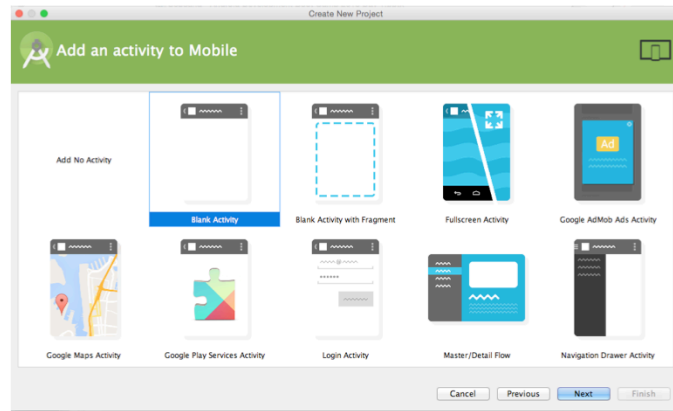 Create New Project
Add an activity to Mobile
Add No Activity
Blank Activity
Blank Activity with Fragment
Fullscreen Activity
Ad
Google AdMob Ads Activity
Google Maps Activity
Google Play Services Activity
Login Activity
Master/Detail Flow
Navigation Drawer Activity
Cancel
Previous
Next
Finish